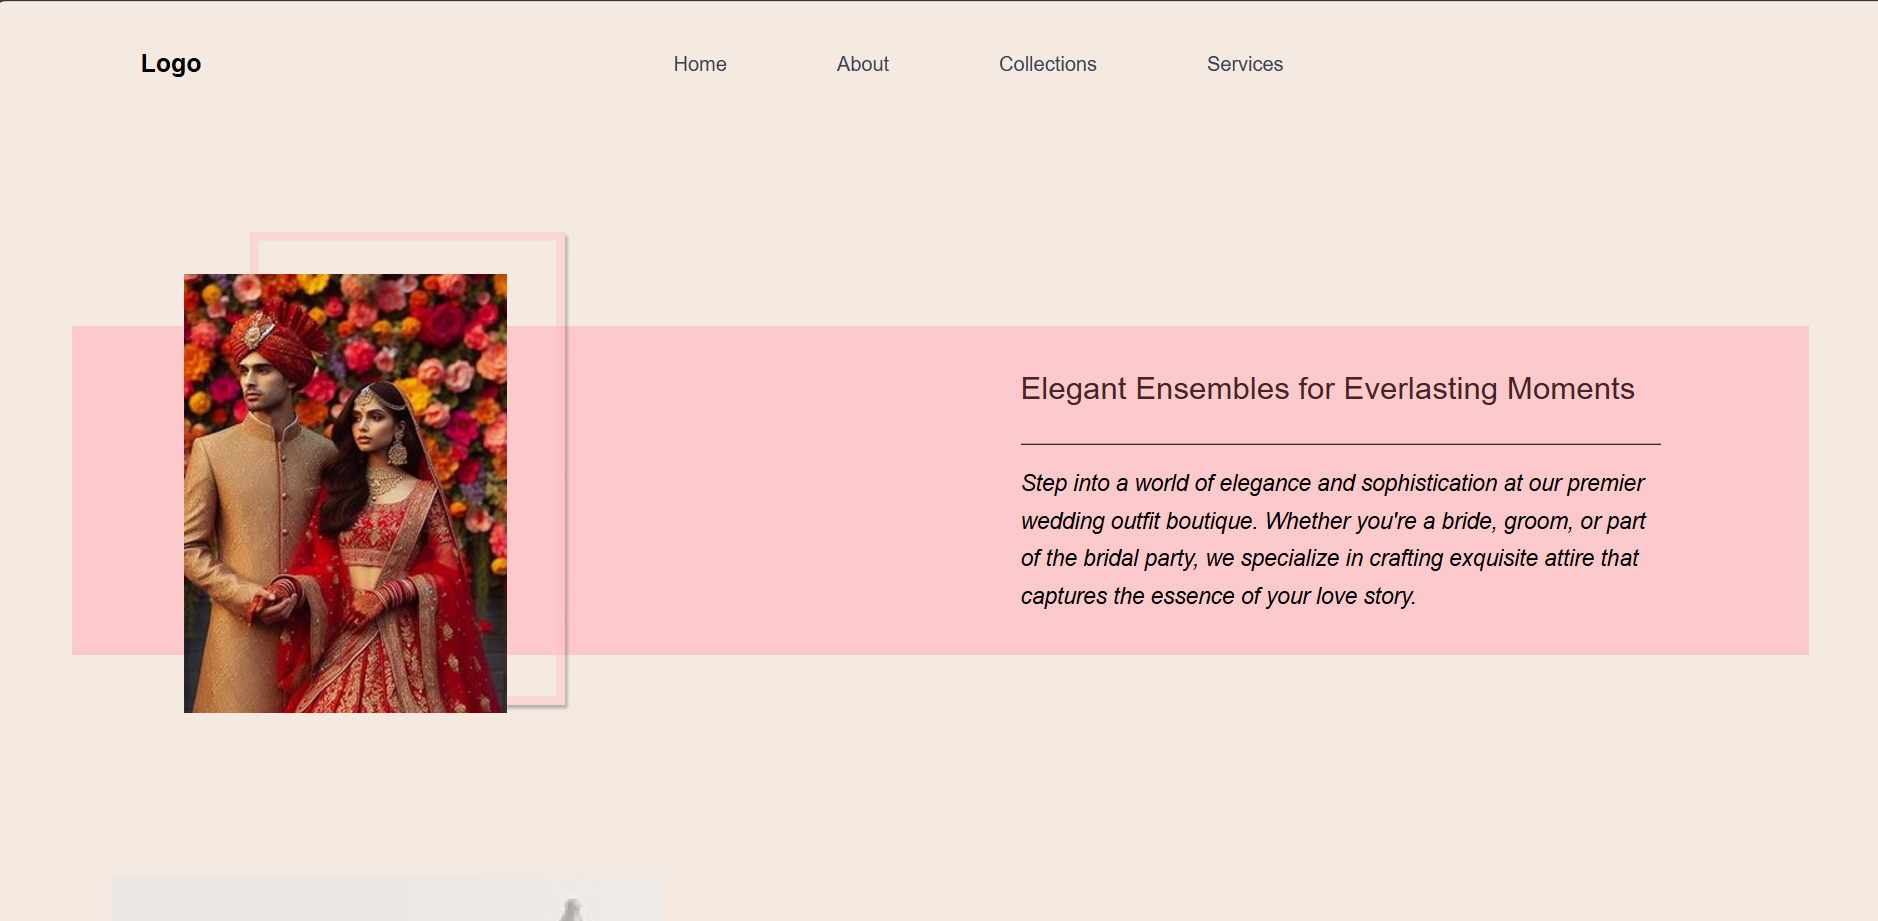 Logo
Home About Collections Services
Elegant Ensembles for Everlasting Moments
Step into a world of elegance and sophistication at our premier
wedding outfit boutique. Whether you're a bride, groom, or part
of the bridal party, we specialize in crafting exquisite attire that
captures the essence of your love story.